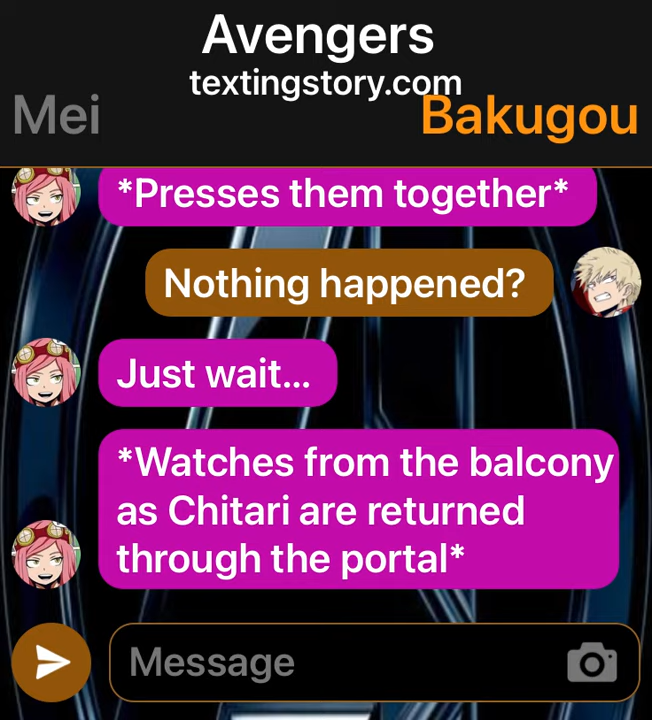 Avengers
textingstory.com
Mei
Bakugou
*Presses them together*
Nothing happened?
Just wait...
*Watches from the balcony
as Chitari are returned
through the portal*
Message